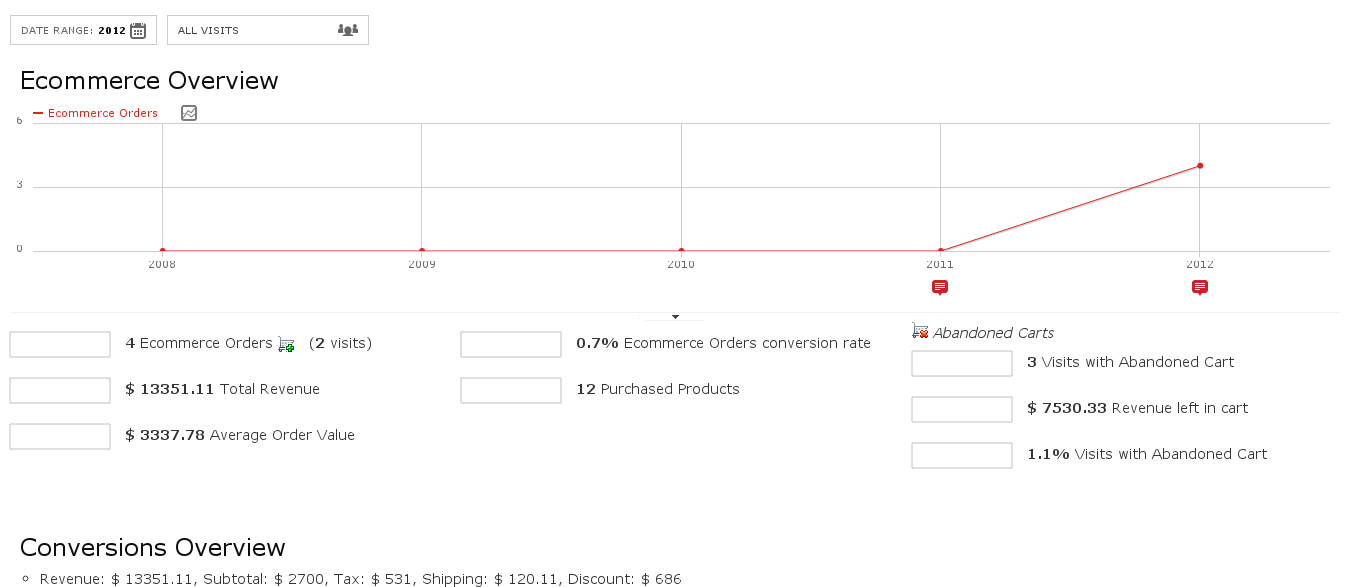 DATE RANGE: 2012 ALL VISITS
Ecommerce Overview
Ecommerce Orders
6
3
0
2008 2009 2010 2011 2012
4 Ecommerce Orders (2 visits)
$ 13351.11 Total Revenue
$ 3337.78 Average Order Value
0.7% Ecommerce Orders conversion rate
12 Purchased Products
Abandoned Carts
3 Visits with Abandoned Cart
$ 7530.33 Revenue left in cart
1.1% Visits with Abandoned Cart
Conversions Overview
Revenue: $ 13351.11, Subtotal: $ 2700, Tax: $ 531, Shipping: $ 120.11, Discount: $ 686